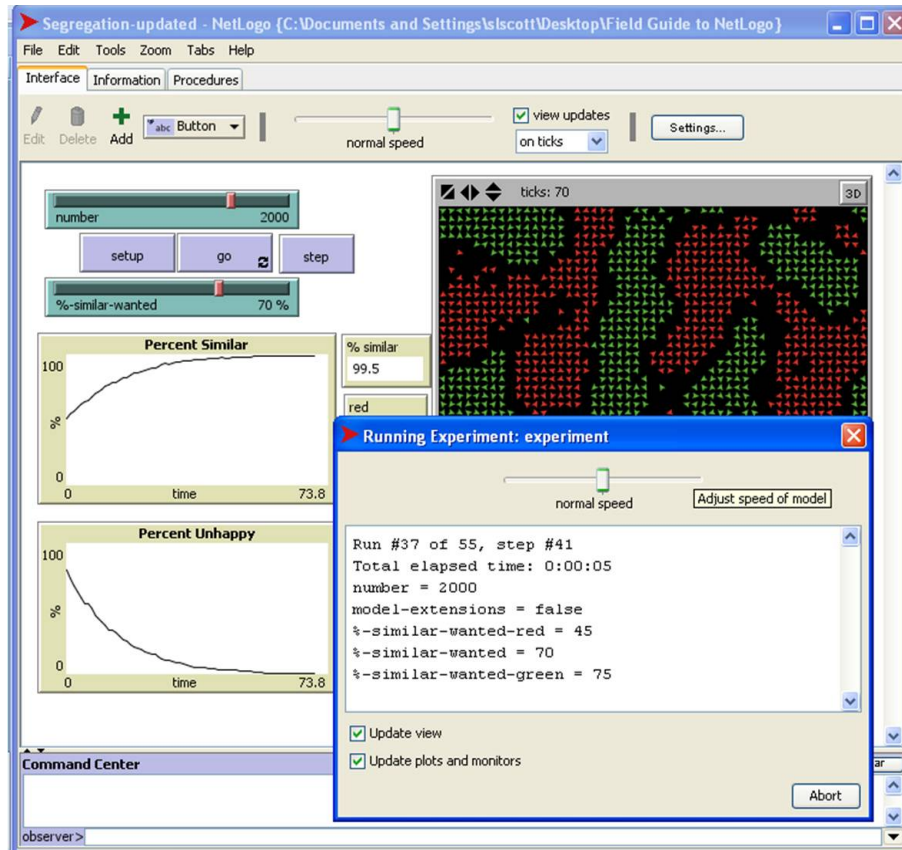 Segregation-updated - NetLogo {C:\Documents and Settings\slscott\Desktop\Field Guide to NetLogo}
File Edit Tools Zoom Tabs Help
Interface Information Procedures
Edit Delete Add abc Button normal speed view updates on ticks Settings...
number 2000
setup go step
%-similar-wanted 70 %
ticks: 70 3D
Percent Similar
100
%
0
0 time 73.8
% similar
99.5
red
Percent Unhappy
100
%
0
0 time 73.8
Running Experiment: experiment
normal speed
Adjust speed of model
Run #37 of 55, step #41
Total elapsed time: 0:00:05
number = 2000
model-extensions = false
%-similar-wanted-red = 45
%-similar-wanted = 70
%-similar-wanted-green = 75
Update view
Update plots and monitors
Abort
Command Center
ar
observer>